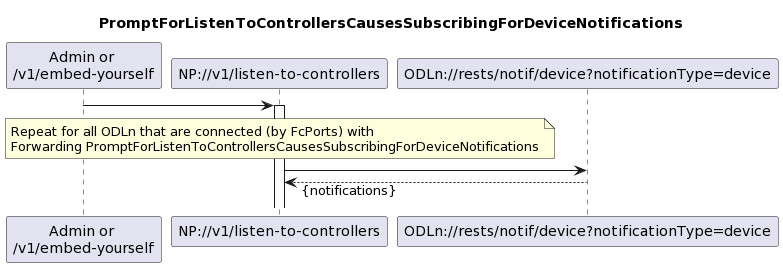 PromptForListenToControllersCausesSubscribingForDeviceNotifications
Admin or
/v1/embed-yourself
NP://v1/listen-to-controllers
ODLn://rests/notif/device?notificationType=device
Repeat for all ODLn that are connected (by FcPorts) with
Forwarding PromptForListenToControllersCausesSubscribingForDeviceNotifications
{notifications}
Admin or
/v1/embed-yourself
NP://v1/listen-to-controllers
ODLn://rests/notif/device?notificationType=device